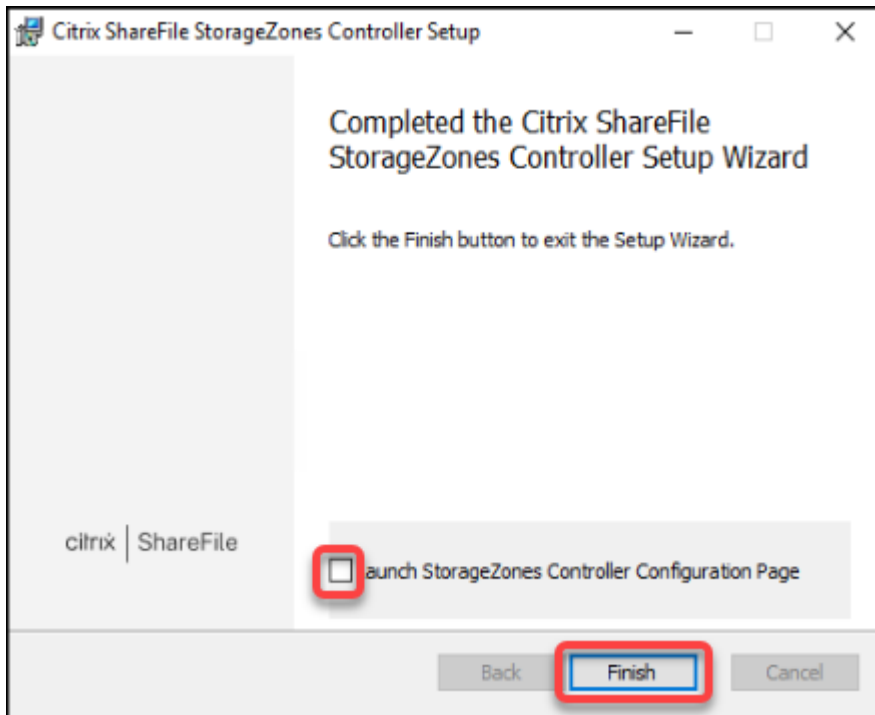 Citrix ShareFile StorageZones Controller Setup
Completed the Citrix ShareFile
StorageZones Controller Setup Wizard
Click the Finish button to exit the Setup Wizard.
citrix | ShareFile
aunch StorageZones Controller Configuration Page
Back Finish Cancel